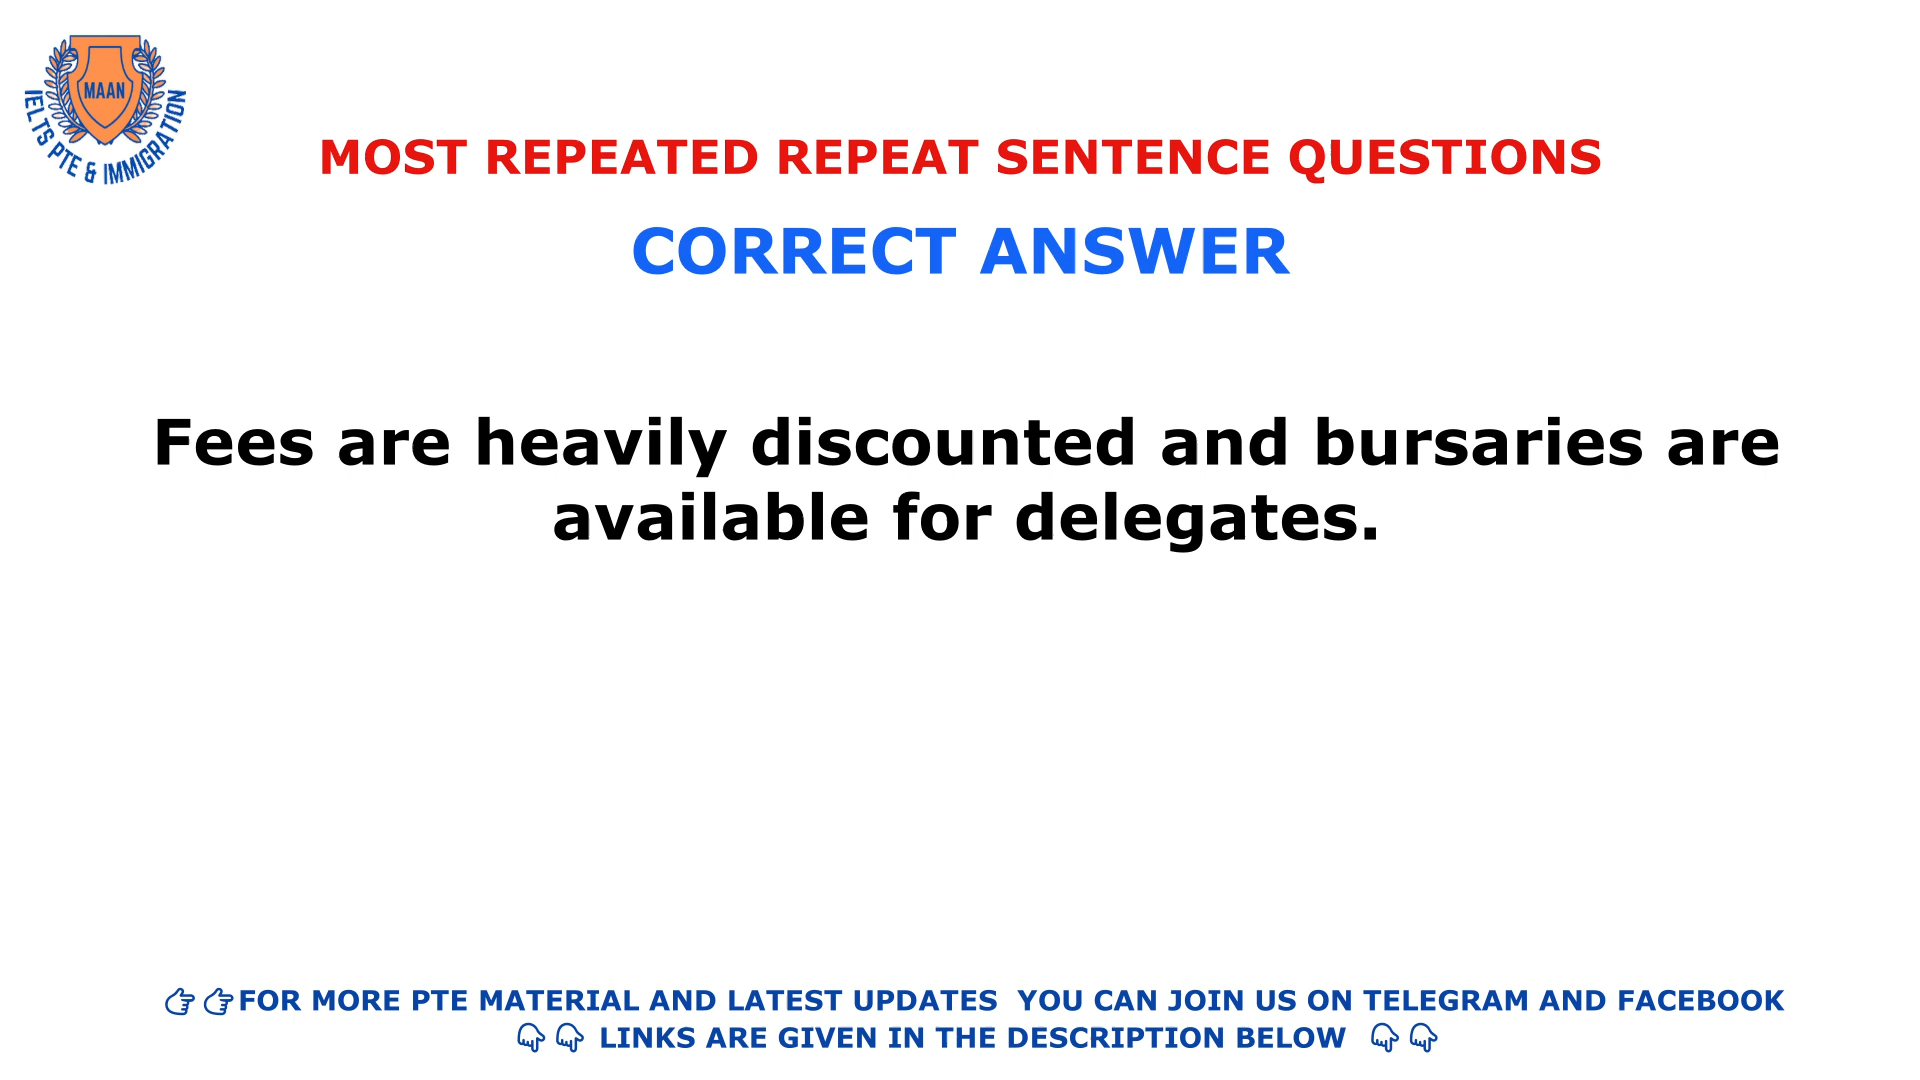 MAAN
IELTS PTE & IMMIGRATION
MOST REPEATED REPEAT SENTENCE QUESTIONS
CORRECT ANSWER
Fees are heavily discounted and bursaries are
available for delegates.
FOR MORE PTE MATERIAL AND LATEST UPDATES YOU CAN JOIN US ON TELEGRAM AND FACEBOOK
LINKS ARE GIVEN IN THE DESCRIPTION BELOW